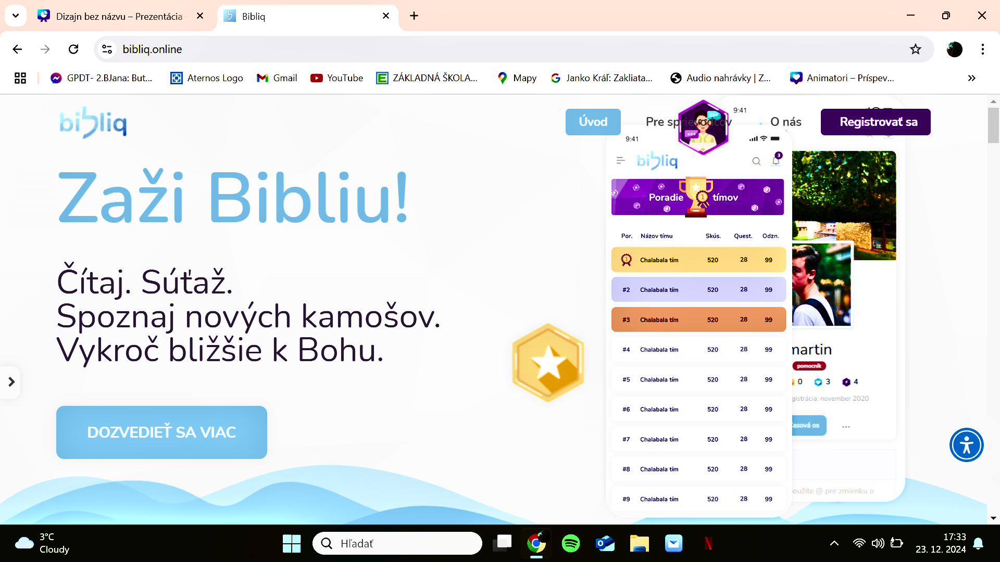 Dizajn bez názvu – Prezentácia
Bibliq
bibliq.online
GPDT- 2.BJana: But...
Aternos Logo
Gmail
YouTube
ZÁKLADNÁ ŠKOLA...
Mapy
Janko Kráľ: Zakliata...
Audio nahrávky | Z...
Animatori – Príspev...
bibliq
Úvod
Pre sprievodcov
O nás
Registrovať sa
9:41
9:41
bibliq
3
Zaži Bibliu!
Čítaj. Súťaž.
Spoznaj nových kamošov.
Vykroč bližšie k Bohu.
DOZVEDIEŤ SA VIAC
Poradie 1 tímov
Por. Názov tímu Skús. Quest. Odzn.
1 Chalabala tím 520 28 99
#2 Chalabala tím 520 28 99
#3 Chalabala tím 520 28 99
#4 Chalabala tím 520 28 99
#5 Chalabala tím 520 28 99
#6 Chalabala tím 520 28 99
#7 Chalabala tím 520 28 99
#8 Chalabala tím 520 28 99
#9 Chalabala tím 520 28 99
martin
pomocník
0 3 4
gistrácia: november 2020
asová os
oužite @ pre zmienku o
3°C
Cloudy
Hľadať
17:33
23. 12. 2024